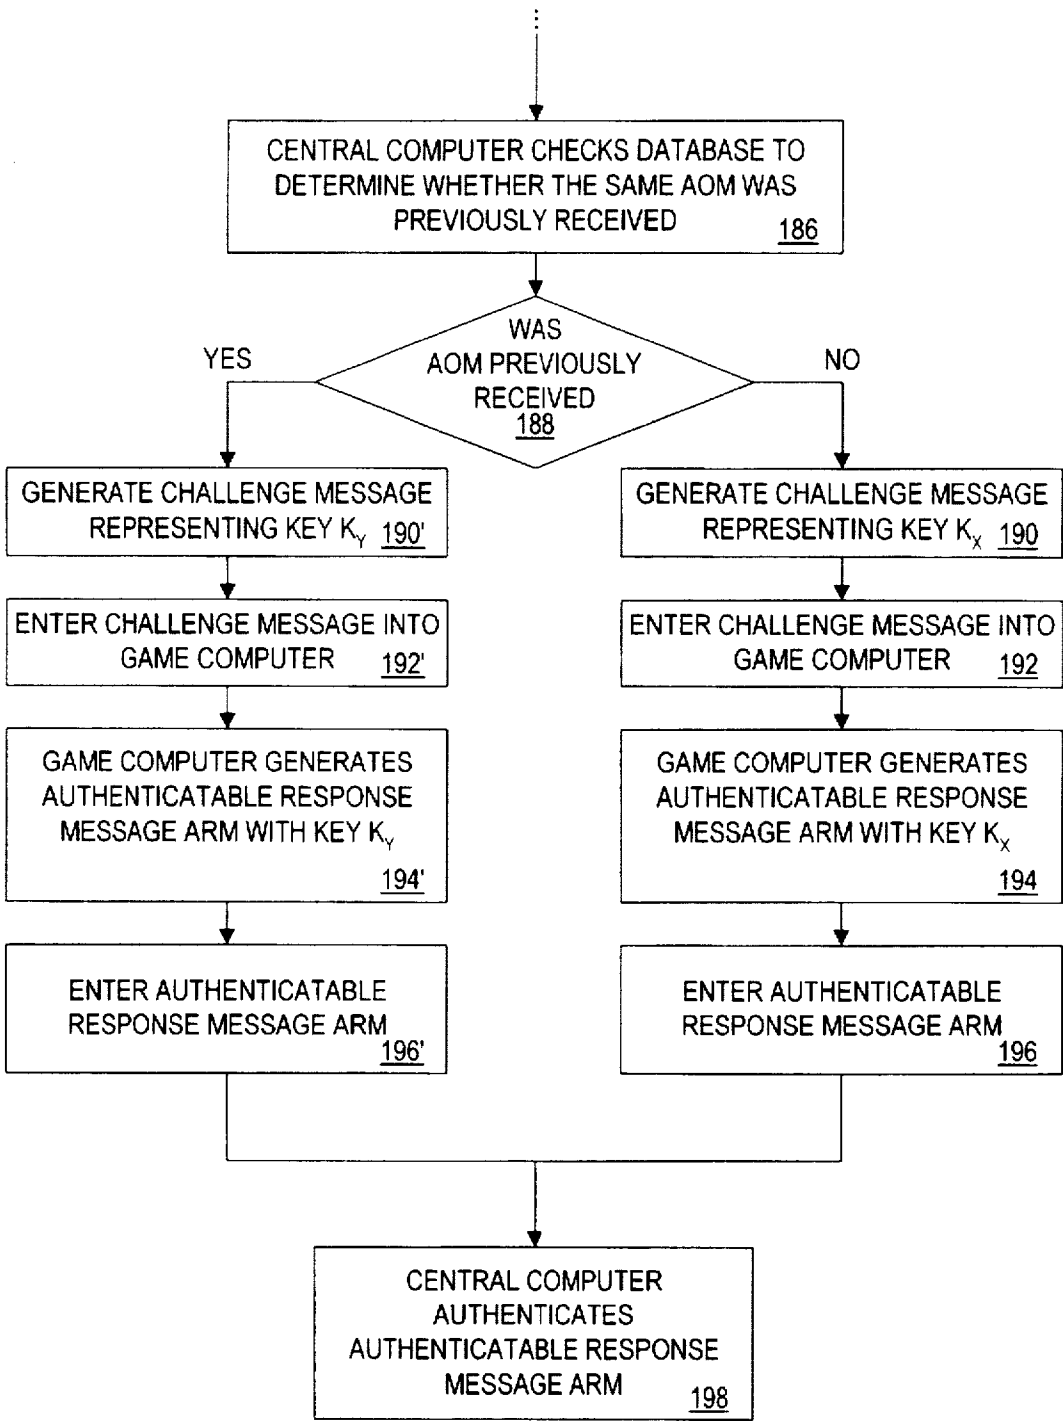 CENTRAL COMPUTER CHECKS DATABASE TO
DETERMINE WHETHER THE SAME AOM WAS
PREVIOUSLY RECEIVED
186
WAS
AOM PREVIOUSLY
RECEIVED
188
YES
NO
GENERATE CHALLENGE MESSAGE
REPRESENTING KEY KY 190'
ENTER CHALLENGE MESSAGE INTO
GAME COMPUTER 192'
GAME COMPUTER GENERATES
AUTHENTICATABLE RESPONSE
MESSAGE ARM WITH KEY KY
194'
ENTER AUTHENTICATABLE
RESPONSE MESSAGE ARM
196'
GENERATE CHALLENGE MESSAGE
REPRESENTING KEY KX 190
ENTER CHALLENGE MESSAGE INTO
GAME COMPUTER 192
GAME COMPUTER GENERATES
AUTHENTICATABLE RESPONSE
MESSAGE ARM WITH KEY KX
194
ENTER AUTHENTICATABLE
RESPONSE MESSAGE ARM
196
CENTRAL COMPUTER
AUTHENTICATES
AUTHENTICATABLE RESPONSE
MESSAGE ARM
198